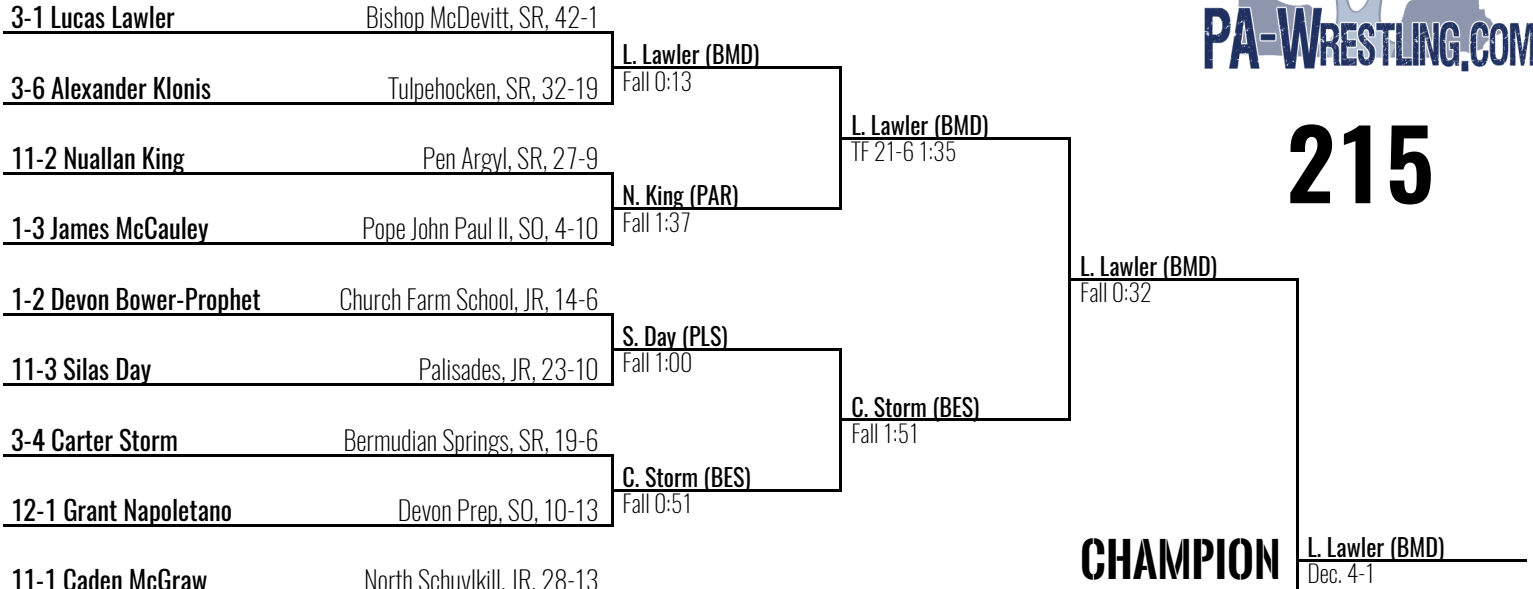 3-1 Lucas Lawler Bishop McDevitt, SR, 42-1
3-6 Alexander Klonis Tulpehocken, SR, 32-19
11-2 Nuallan King Pen Argyl, SR, 27-9
1-3 James McCauley Pope John Paul II, SO, 4-10
1-2 Devon Bower-Prophet Church Farm School, JR, 14-6
11-3 Silas Day Palisades, JR, 23-10
3-4 Carter Storm Bermudian Springs, SR, 19-6
12-1 Grant Napoletano Devon Prep, SO, 10-13
11-1 Caden McGraw North Schuylkill, JR, 28-13
L. Lawler (BMD)
Fall 0:13
N. King (PAR)
Fall 1:37
S. Day (PLS)
Fall 1:00
C. Storm (BES)
Fall 0:51
L. Lawler (BMD)
TF 21-6 1:35
C. Storm (BES)
Fall 1:51
L. Lawler (BMD)
Fall 0:32
PA-WRESTLING.COM
215
CHAMPION
L. Lawler (BMD)
Dec. 4-1